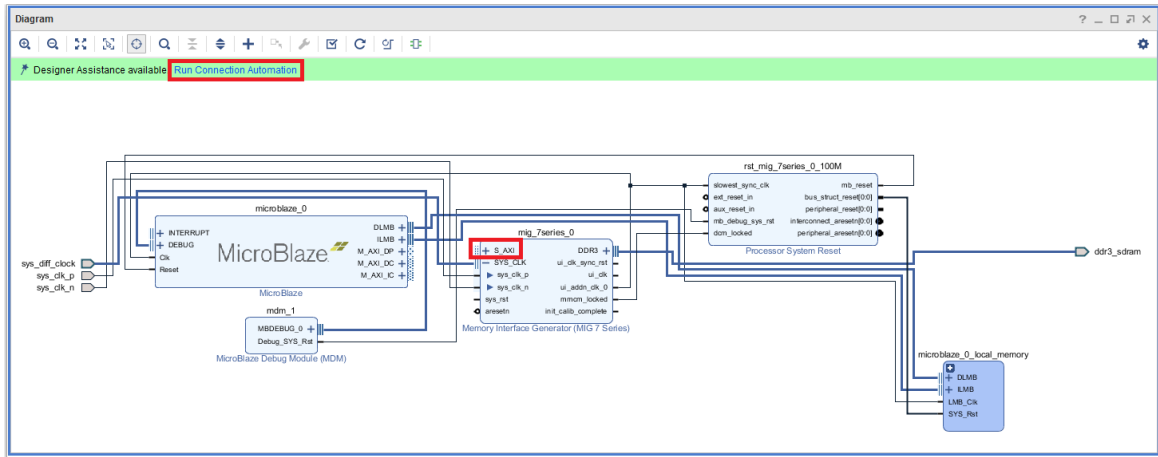 Diagram
Designer Assistance available
Run Connection Automation
sys_diff_clock
sys_clk_p
sys_clk_n
microblaze_0
INTERRUPT
DEBUG
Clk
Reset
MicroBlaze
DLMB
ILMB
M_AXI_DP
M_AXI_DC
M_AXI_IC
MicroBlaze
mdm_1
MBDEBUG_0
Debug_SYS_Rst
MicroBlaze Debug Module (MDM)
mig_7series_0
S_AXI
SYS_CLK
sys_clk_p
sys_clk_n
sys_rst
aresetn
DDR3
ui_clk_sync_rst
ui_clk
ui_addn_clk_0
mmcm_locked
init_calib_complete
Memory Interface Generator (MIG 7 Series)
rst_mig_7series_0_100M
slowest_sync_clk
ext_reset_in
aux_reset_in
mb_debug_sys_rst
dcm_locked
mb_reset
bus_struct_reset[0:0]
peripheral_reset[0:0]
interconnect_aresetn[0:0]
peripheral_aresetn[0:0]
Processor System Reset
ddr3_sdram
microblaze_0_local_memory
DLMB
ILMB
LMB_Clk
SYS_Rst